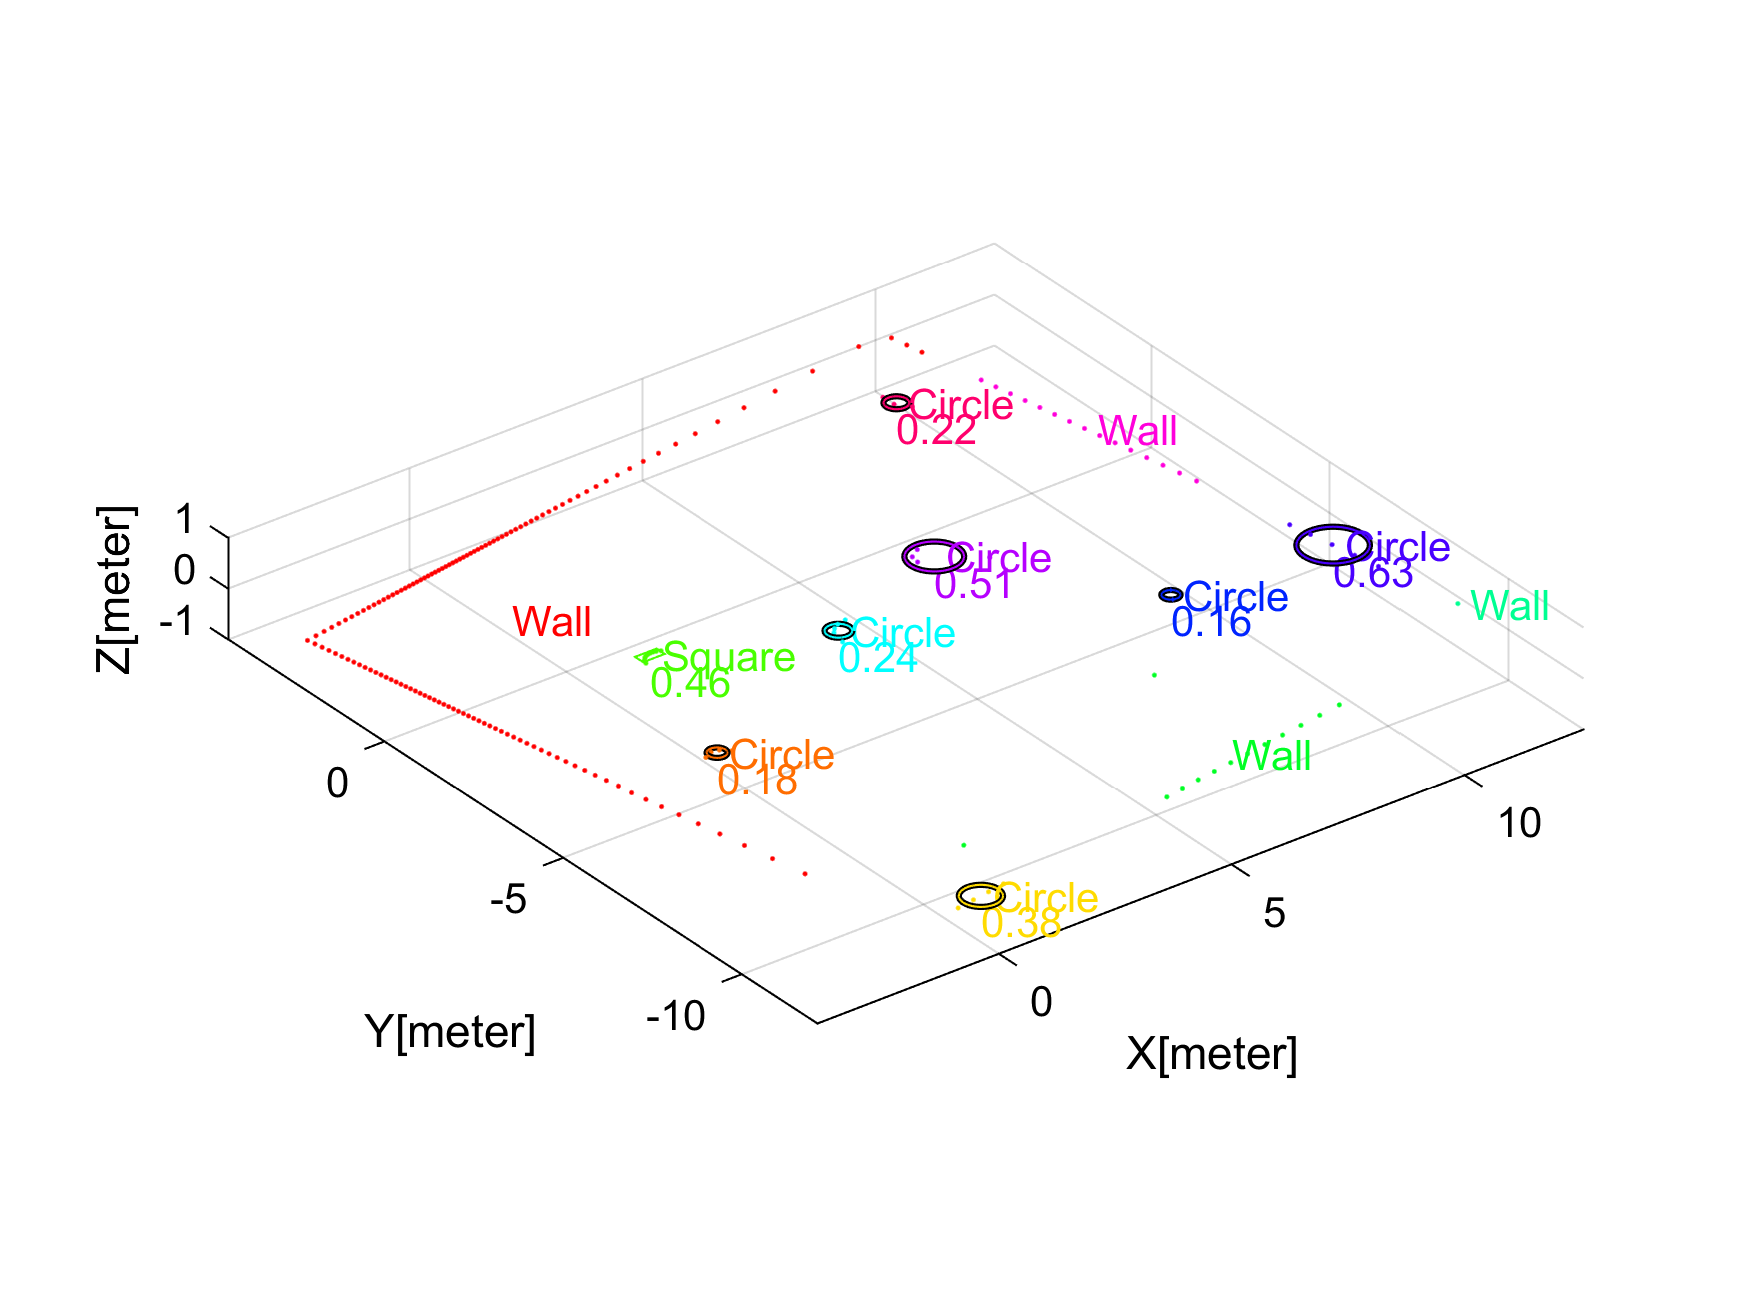 Circle
0.22
Wall
1
0
-1
Z[meter]
Circle
0.63
Circle
0.51
Circle
0.16
Wall
Wall
Circle
0.24
Square
0.46
Circle
0.18
Wall
Circle
0.38
0
-5
-10
Y[meter]
10
5
0
X[meter]